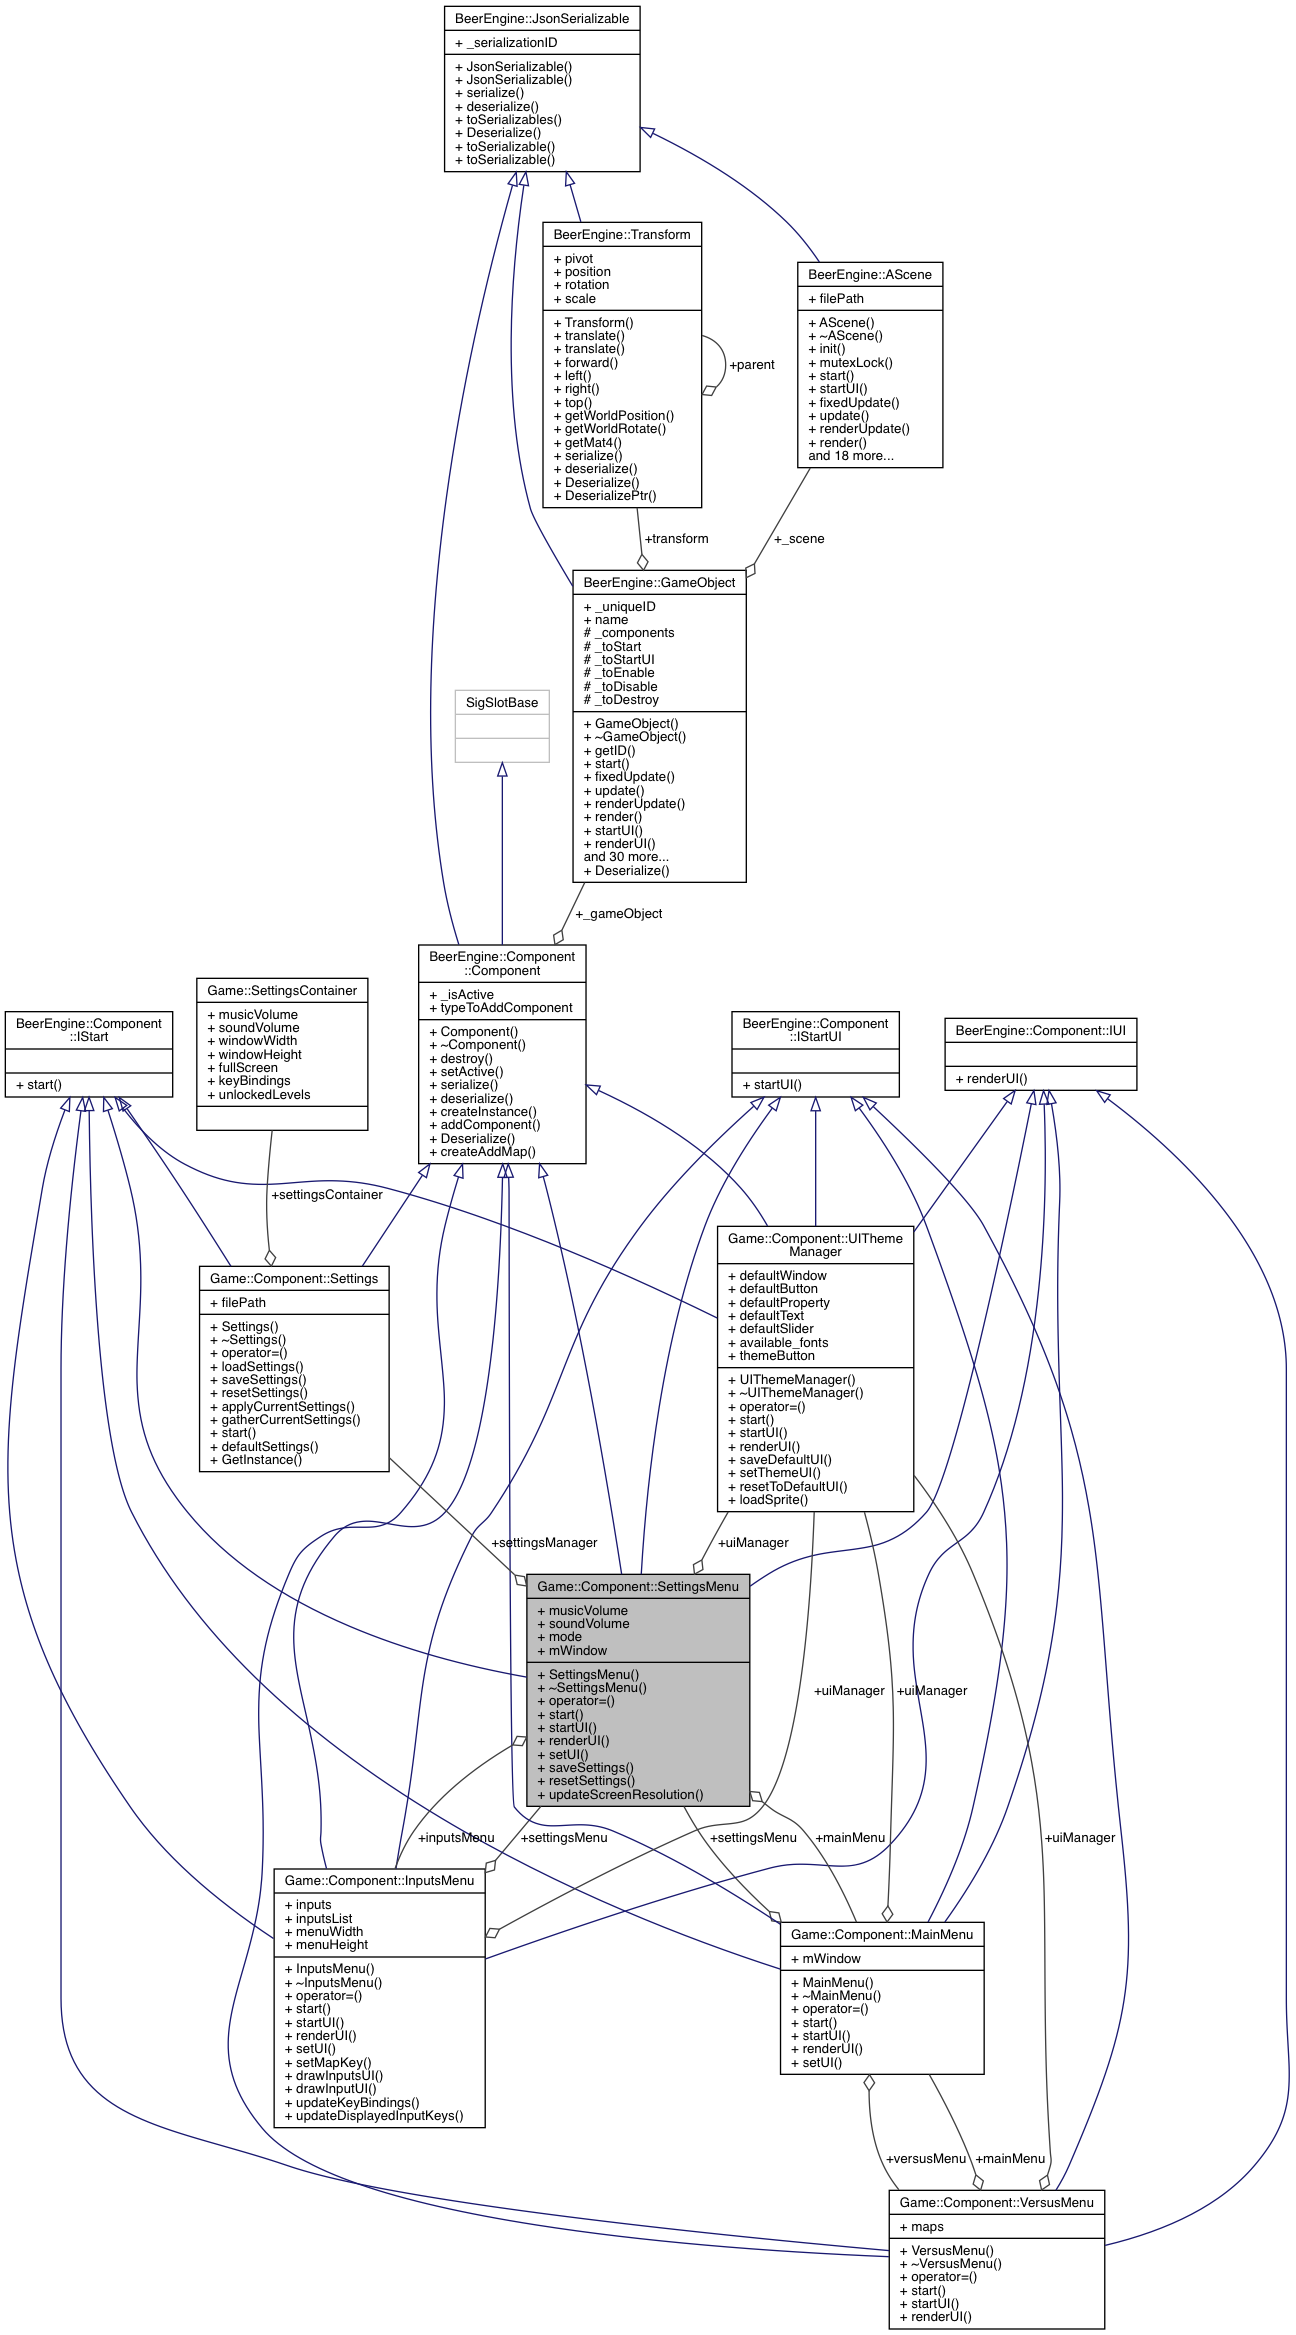 BeerEngine::JsonSerializable
+ _serializationID
+ JsonSerializable()
+ JsonSerializable()
+ serialize()
+ deserialize()
+ toSerializables()
+ Deserialize()
+ toSerializable()
+ toSerializable()
BeerEngine::Transform
+ pivot
+ position
+ rotation
+ scale
+ Transform()
+ translate()
+ translate()
+ forward()
+ left()
+ right()
+ top()
+ getWorldPosition()
+ getWorldRotate()
+ getMat4()
+ serialize()
+ deserialize()
+ Deserialize()
+ DeserializePtr()
+parent
BeerEngine::AScene
+ filePath
+ AScene()
+ ~AScene()
+ init()
+ mutexLock()
+ start()
+ startUI()
+ fixedUpdate()
+ update()
+ renderUpdate()
+ render()
and 18 more...
+transform
+_scene
BeerEngine::GameObject
+ _uniqueID
+ name
# _components
# _toStart
# _toStartUI
# _toEnable
# _toDisable
# _toDestroy
+ GameObject()
+ ~GameObject()
+ getID()
+ start()
+ fixedUpdate()
+ update()
+ renderUpdate()
+ render()
+ startUI()
+ renderUI()
and 30 more...
+ Deserialize()
SigSlotBase
+_gameObject
BeerEngine::Component
::Component
+ _isActive
+ typeToAddComponent
+ Component()
+ ~Component()
+ destroy()
+ setActive()
+ serialize()
+ deserialize()
+ createInstance()
+ addComponent()
+ Deserialize()
+ createAddMap()
Game::SettingsContainer
+ musicVolume
+ soundVolume
+ windowWidth
+ windowHeight
+ fullScreen
+ keyBindings
+ unlockedLevels
BeerEngine::Component
::IStart
+ start()
BeerEngine::Component
::IStartUI
+ startUI()
BeerEngine::Component::IUI
+ renderUI()
+settingsContainer
Game::Component::Settings
+ filePath
+ Settings()
+ ~Settings()
+ operator=()
+ loadSettings()
+ saveSettings()
+ resetSettings()
+ applyCurrentSettings()
+ gatherCurrentSettings()
+ start()
+ defaultSettings()
+ GetInstance()
Game::Component::UITheme
Manager
+ defaultWindow
+ defaultButton
+ defaultProperty
+ defaultText
+ defaultSlider
+ available_fonts
+ themeButton
+ UIThemeManager()
+ ~UIThemeManager()
+ operator=()
+ start()
+ startUI()
+ renderUI()
+ saveDefaultUI()
+ setThemeUI()
+ resetToDefaultUI()
+ loadSprite()
+settingsManager
+uiManager
Game::Component::SettingsMenu
+ musicVolume
+ soundVolume
+ mode
+ mWindow
+ SettingsMenu()
+ ~SettingsMenu()
+ operator=()
+ start()
+ startUI()
+ renderUI()
+ setUI()
+ saveSettings()
+ resetSettings()
+ updateScreenResolution()
+uiManager
+uiManager
+inputsMenu
+settingsMenu
+settingsMenu
+mainMenu
+uiManager
Game::Component::InputsMenu
+ inputs
+ inputsList
+ menuWidth
+ menuHeight
+ InputsMenu()
+ ~InputsMenu()
+ operator=()
+ start()
+ startUI()
+ renderUI()
+ setUI()
+ setMapKey()
+ drawInputsUI()
+ drawInputUI()
+ updateKeyBindings()
+ updateDisplayedInputKeys()
Game::Component::MainMenu
+ mWindow
+ MainMenu()
+ ~MainMenu()
+ operator=()
+ start()
+ startUI()
+ renderUI()
+ setUI()
+versusMenu
+mainMenu
Game::Component::VersusMenu
+ maps
+ VersusMenu()
+ ~VersusMenu()
+ operator=()
+ start()
+ startUI()
+ renderUI()